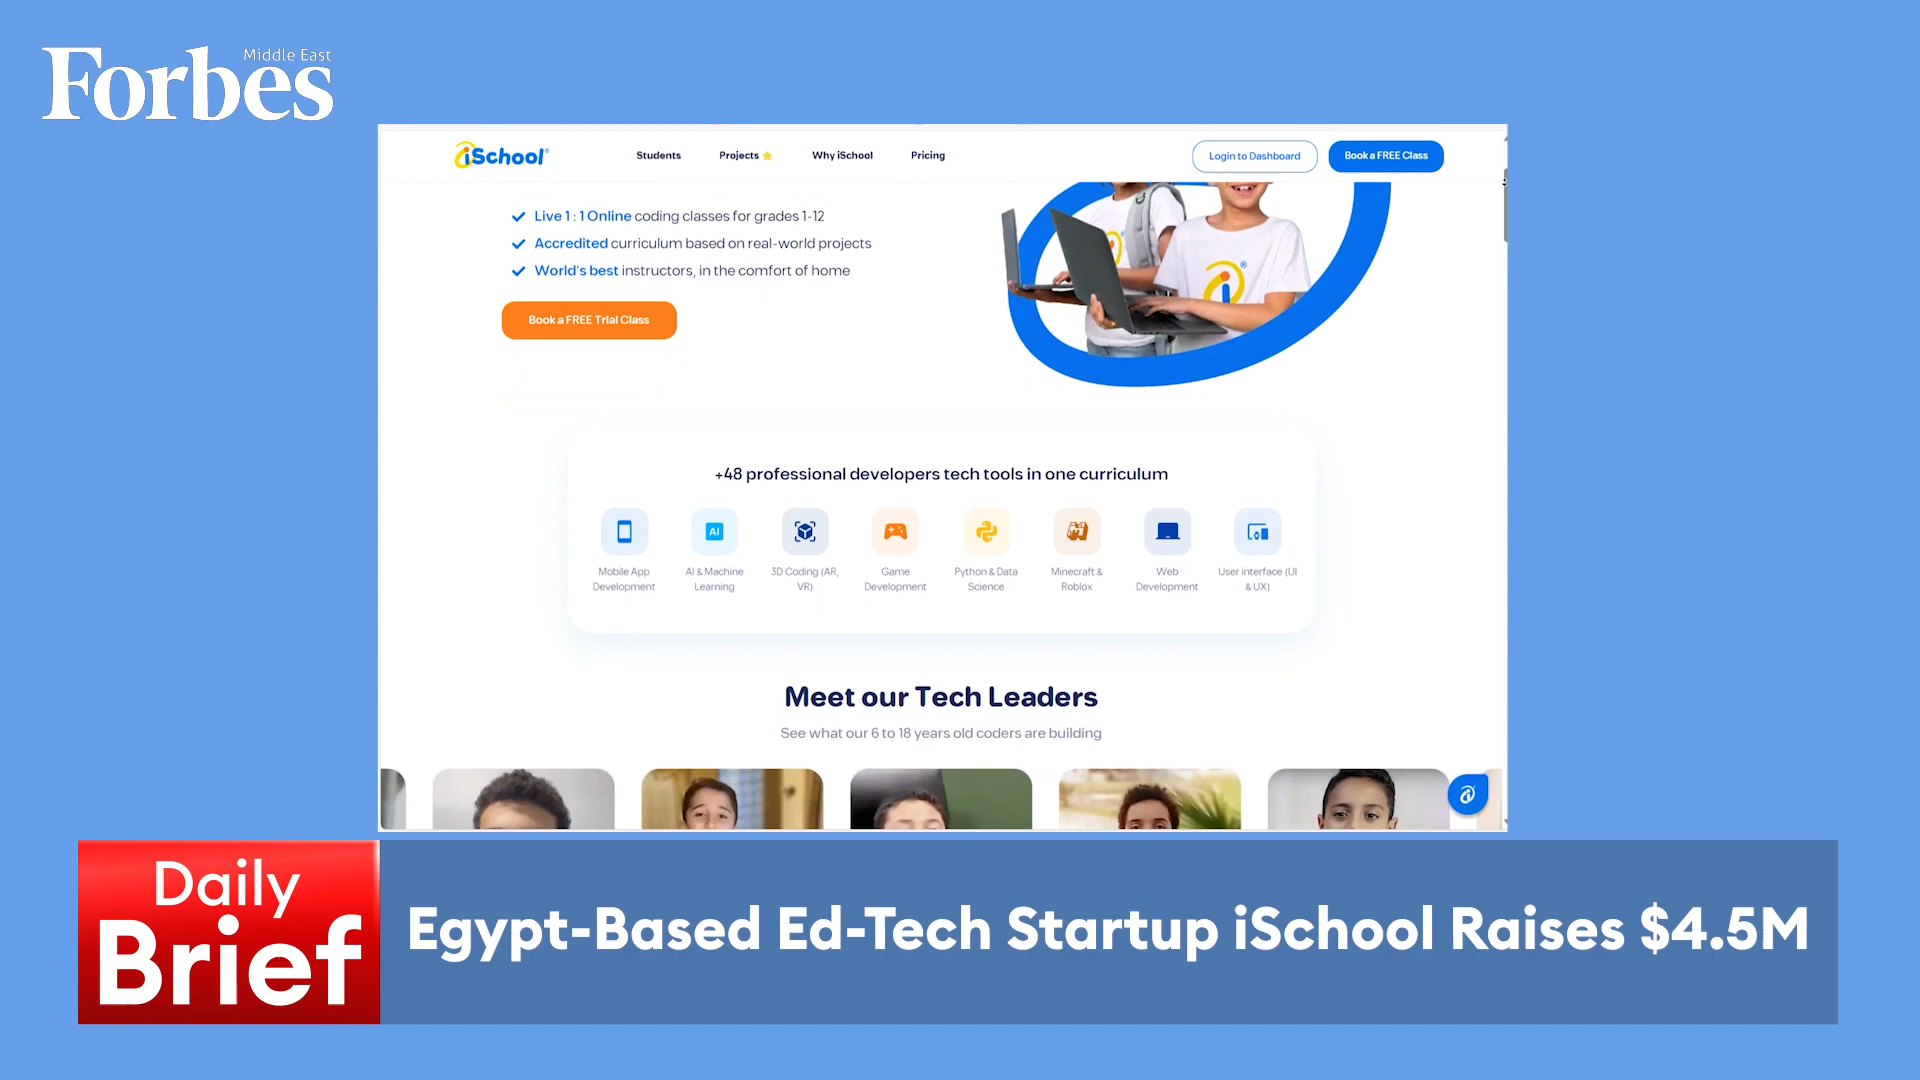 Forbes
Middle East
iSchool
Students
Projects
Why iSchool
Pricing
Login to Dashboard
Book a FREE Class
Live 1 : 1 Online coding classes for grades 1-12
Accredited curriculum based on real-world projects
World's best instructors, in the comfort of home
Book a FREE Trial Class
+48 professional developers tech tools in one curriculum
AI
Mobile App
Development
AI & Machine
Learning
3D Coding (AR,
VR)
Game
Development
Python & Data
Science
Minecraft &
Roblox
Web
Development
User interface (UI
& UX)
Meet our Tech Leaders
See what our 6 to 18 years old coders are building
Daily
Brief
Egypt-Based Ed-Tech Startup iSchool Raises $4.5M